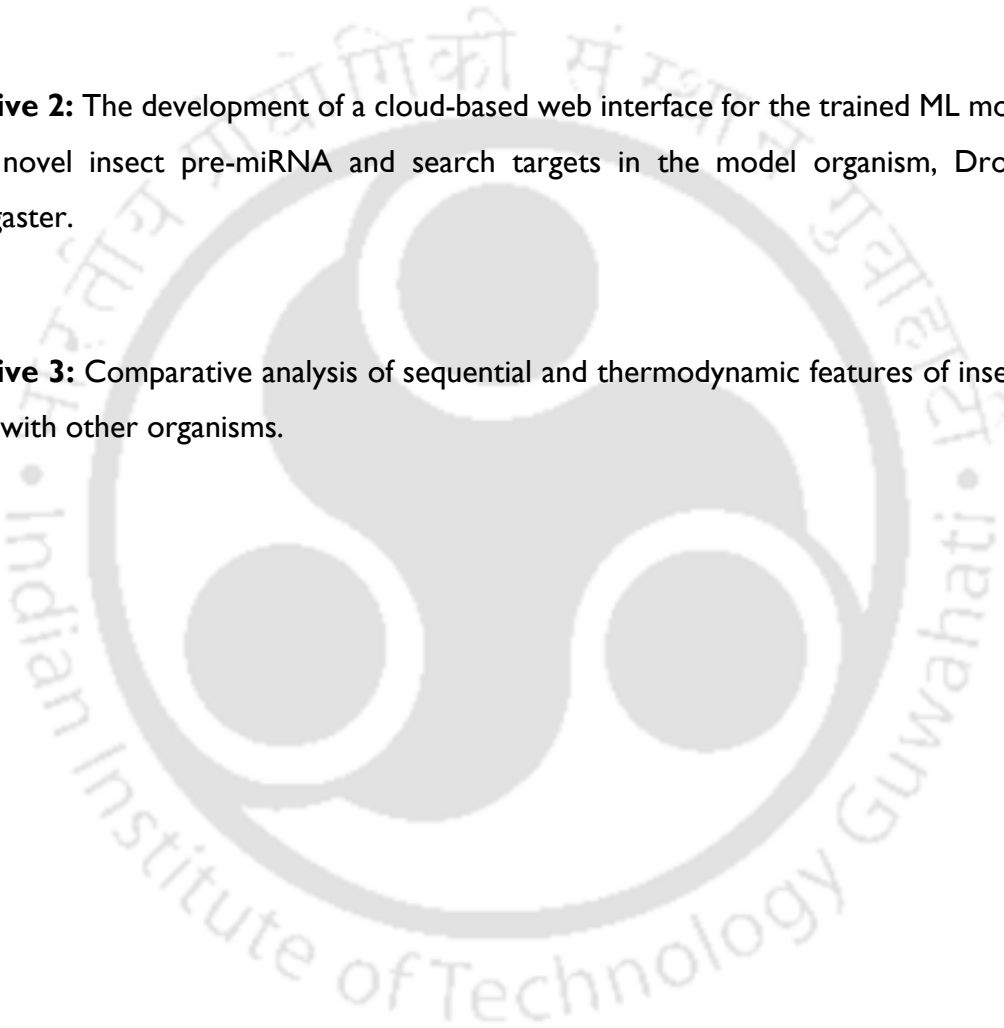 ive 2: The development of a cloud-based web interface for the trained ML mo
novel insect pre-miRNA and search targets in the model organism, Dro
gaster.
ive 3: Comparative analysis of sequential and thermodynamic features of inse
with other organisms.
भारतीय प्रौद्योगिकी संस्थान गुवाहाटी
Indian Institute of Technology Guwahati